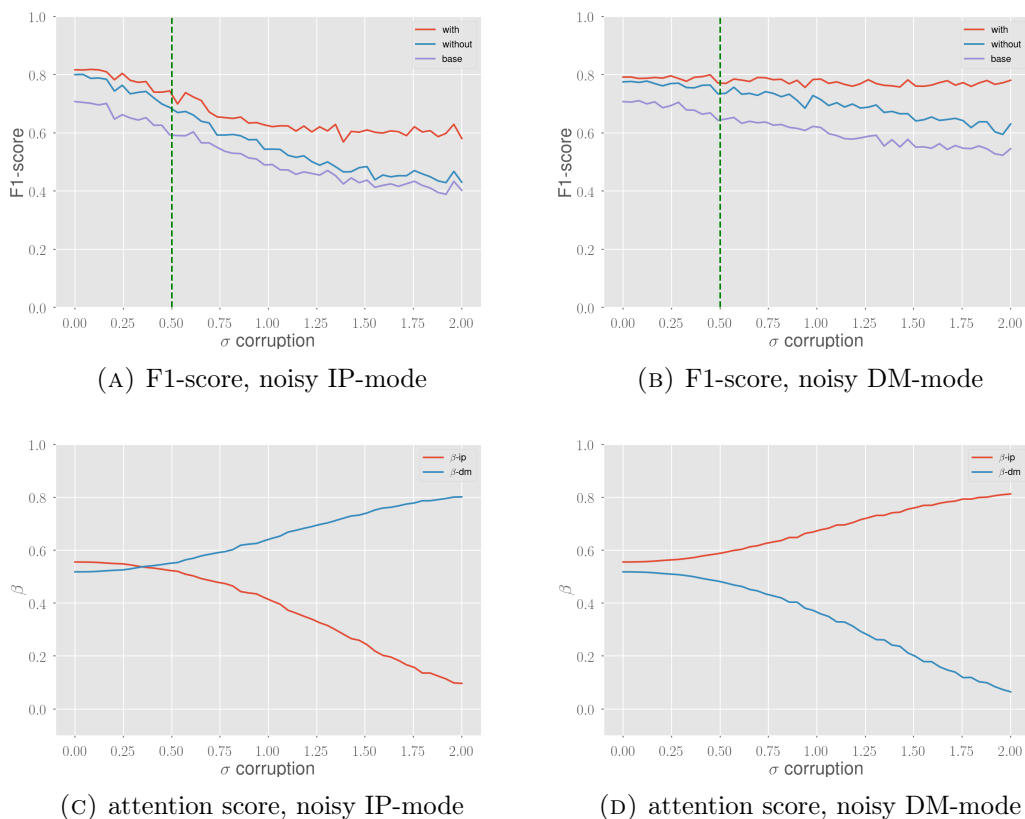 1.0
0.8
0.6
0.4
0.2
0.0
F1-score
with
without
base
0.00 0.25 0.50 0.75 1.00 1.25 1.50 1.75 2.00
σ corruption
(A) F1-score, noisy IP-mode
1.0
0.8
0.6
0.4
0.2
0.0
F1-score
with
without
base
0.00 0.25 0.50 0.75 1.00 1.25 1.50 1.75 2.00
σ corruption
(B) F1-score, noisy DM-mode
1.0
0.8
0.6
0.4
0.2
0.0
β
β-ip
β-dm
0.00 0.25 0.50 0.75 1.00 1.25 1.50 1.75 2.00
σ corruption
(C) attention score, noisy IP-mode
1.0
0.8
0.6
0.4
0.2
0.0
β
β-ip
β-dm
0.00 0.25 0.50 0.75 1.00 1.25 1.50 1.75 2.00
σ corruption
(D) attention score, noisy DM-mode